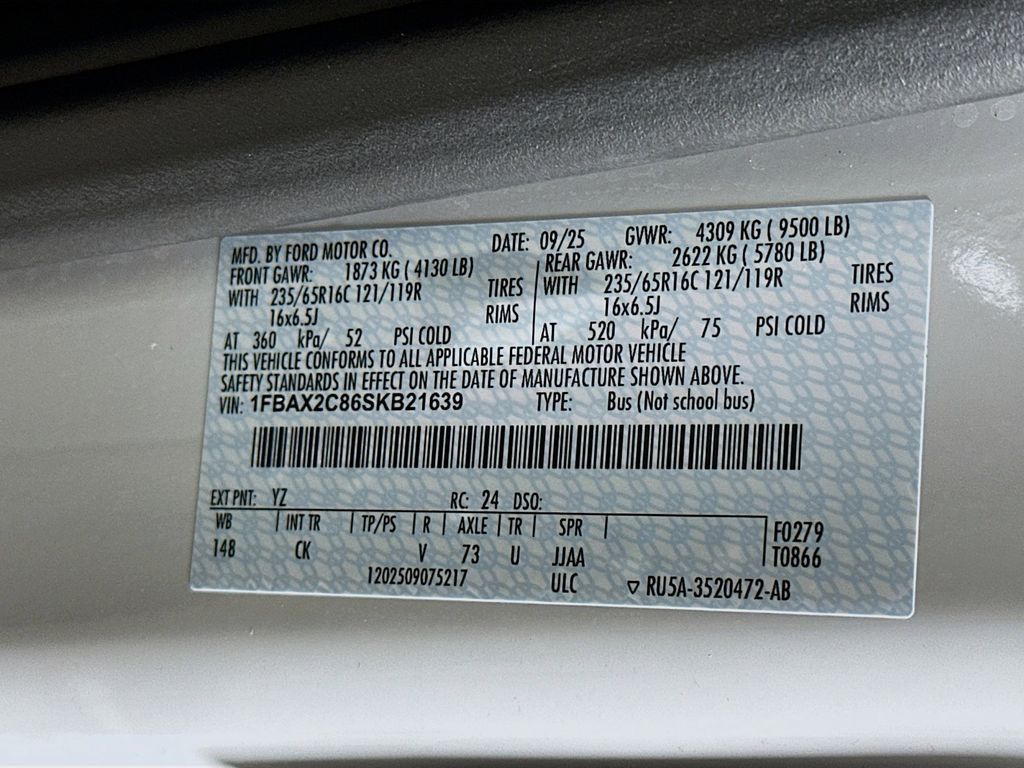 MFD. BY FORD MOTOR CO. DATE: 09/25 GVWR: 4309 KG ( 9500 LB)
FRONT GAWR: 1873 KG ( 4130 LB) REAR GAWR: 2622 KG ( 5780 LB)
WITH 235/65R16C 121/119R TIRES WITH 235/65R16C 121/119R TIRES
16x6.5J RIMS 16x6.5J RIMS
AT 360 kPa/ 52 PSI COLD AT 520 kPa/ 75 PSI COLD
THIS VEHICLE CONFORMS TO ALL APPLICABLE FEDERAL MOTOR VEHICLE
SAFETY STANDARDS IN EFFECT ON THE DATE OF MANUFACTURE SHOWN ABOVE.
VIN: 1FBAX2C86SKB21639 TYPE: Bus (Not school bus)
EXT PNT: YZ RC: 24 DSO:
WB INT TR TP/PS R AXLE TR SPR F0279
148 CK V 73 U JJAA T0866
1202509075217 ULC ▽ RU5A-3520472-AB